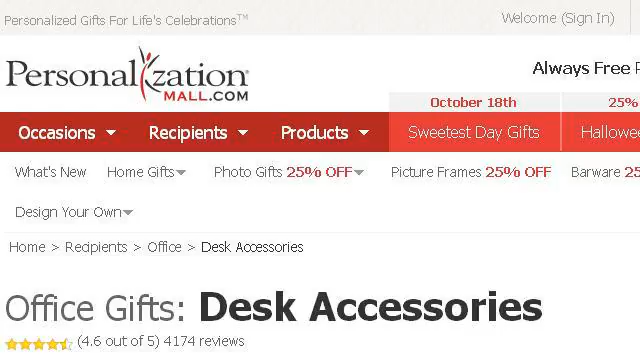 Personalized Gifts For Life's Celebrations™
Welcome (Sign In)
Personalization
MALL.COM
Always Free
October 18th
25%
Occasions Recipients Products Sweetest Day Gifts
What's New Home Gifts Photo Gifts 25% OFF Picture Frames 25% OFF Barware
Design Your Own
Home > Recipients > Office > Desk Accessories
Office Gifts: Desk Accessories
(4.6 out of 5) 4174 reviews